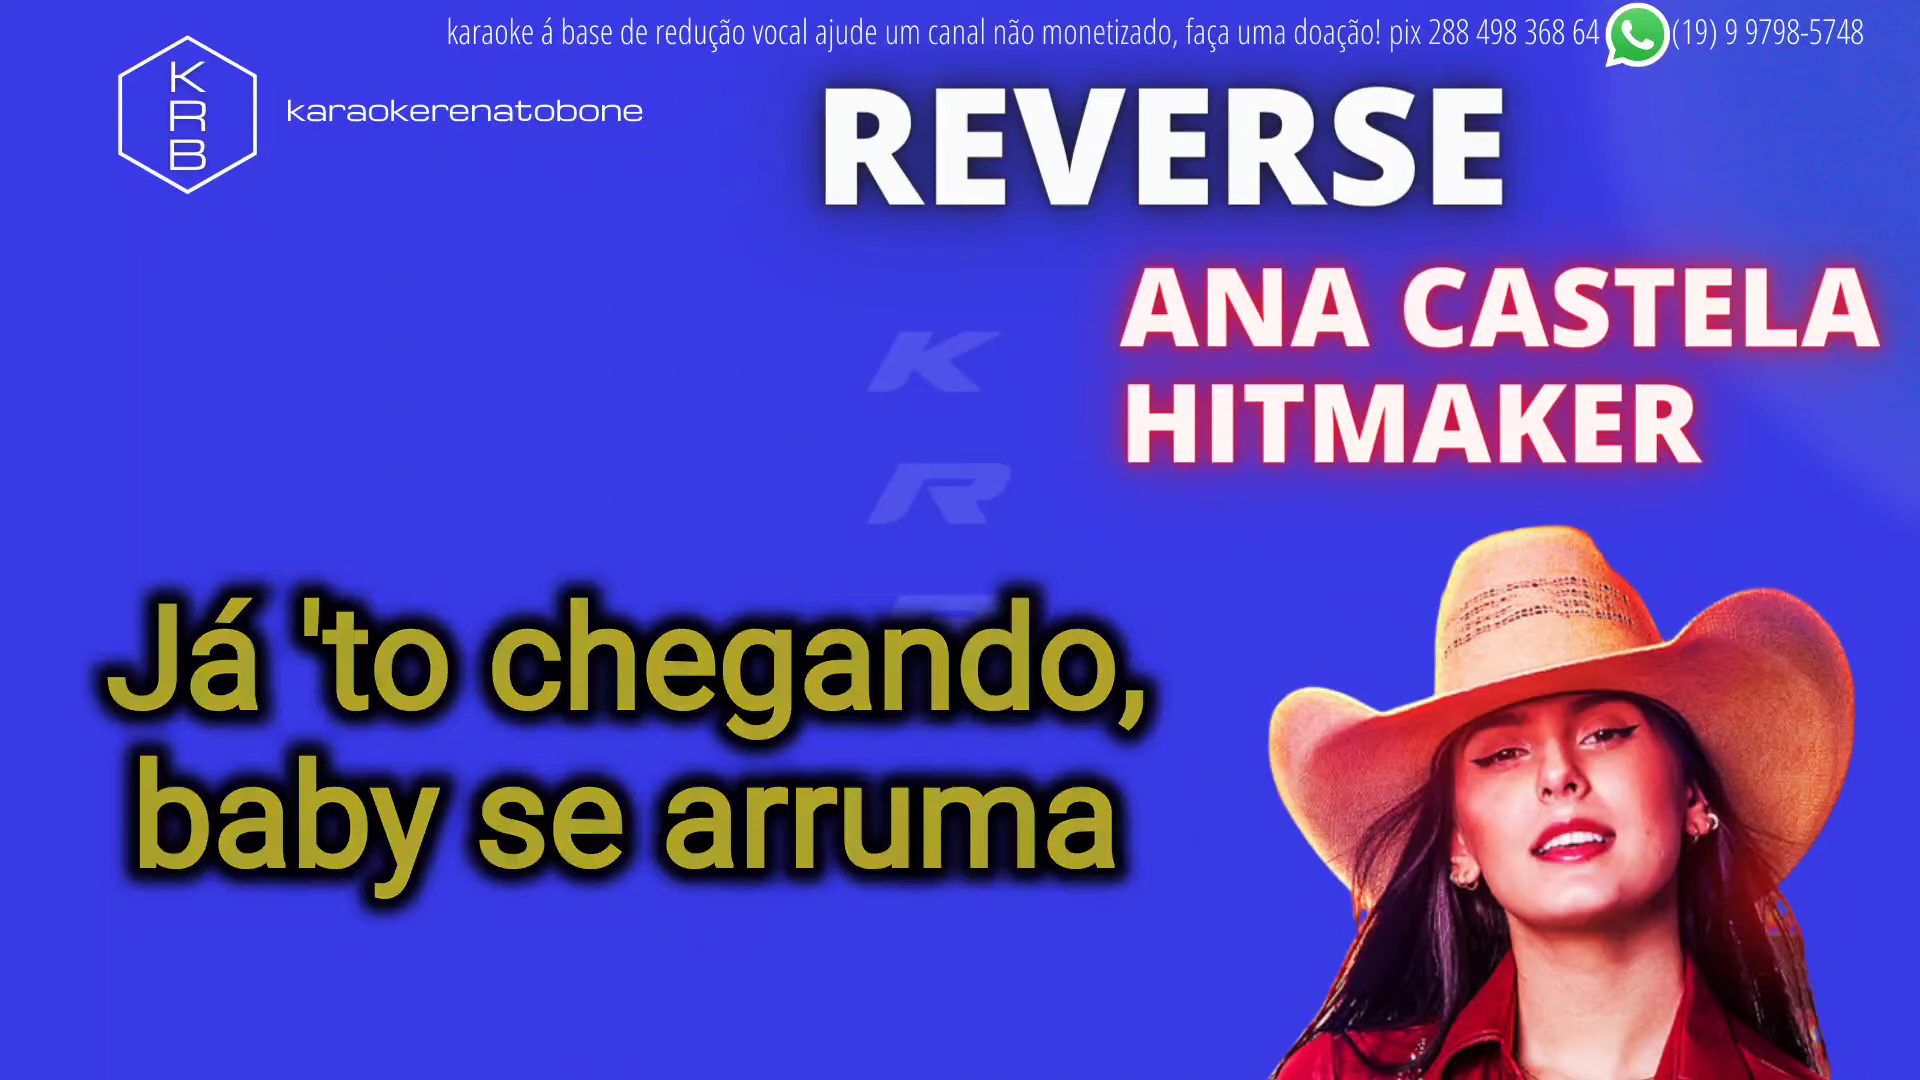 karaoke á base de redução vocal ajude um canal não monetizado, faça uma doação! pix 288 498 368 64 (19) 9 9798-5748
K
R
B
karaokerenatobone
REVERSE
ANA CASTELA
HITMAKER
K
R
Já 'to chegando,
baby se arruma